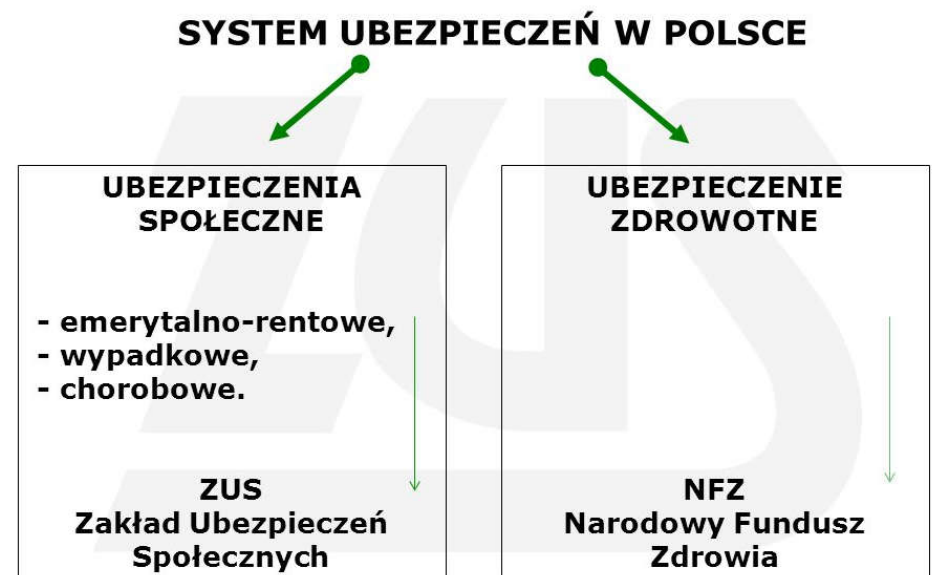 SYSTEM UBEZPIECZEŃ W POLSCE
UBEZPIECZENIA
SPOŁECZNE
- emerytalno-rentowe,
- wypadkowe,
- chorobowe.
ZUS
Zakład Ubezpieczeń
Społecznych
UBEZPIECZENIE
ZDROWOTNE
NFZ
Narodowy Fundusz
Zdrowia
ZUS